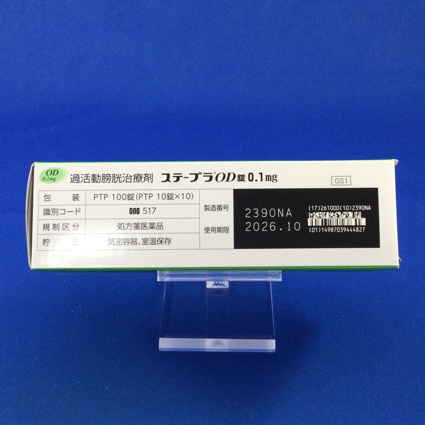 OD
0.1mg
過活動膀胱治療剤 ステーブラOD錠0.1mg
GS1
包装 PTP 100錠(PTP 10錠×10)
識別コード ono 517
規制区分 処方箋医薬品
貯法 気密容器、室温保存
製造番号 2390NA
使用期限 2026.10
(17)261000(10)2390NA
(01)14987039444827